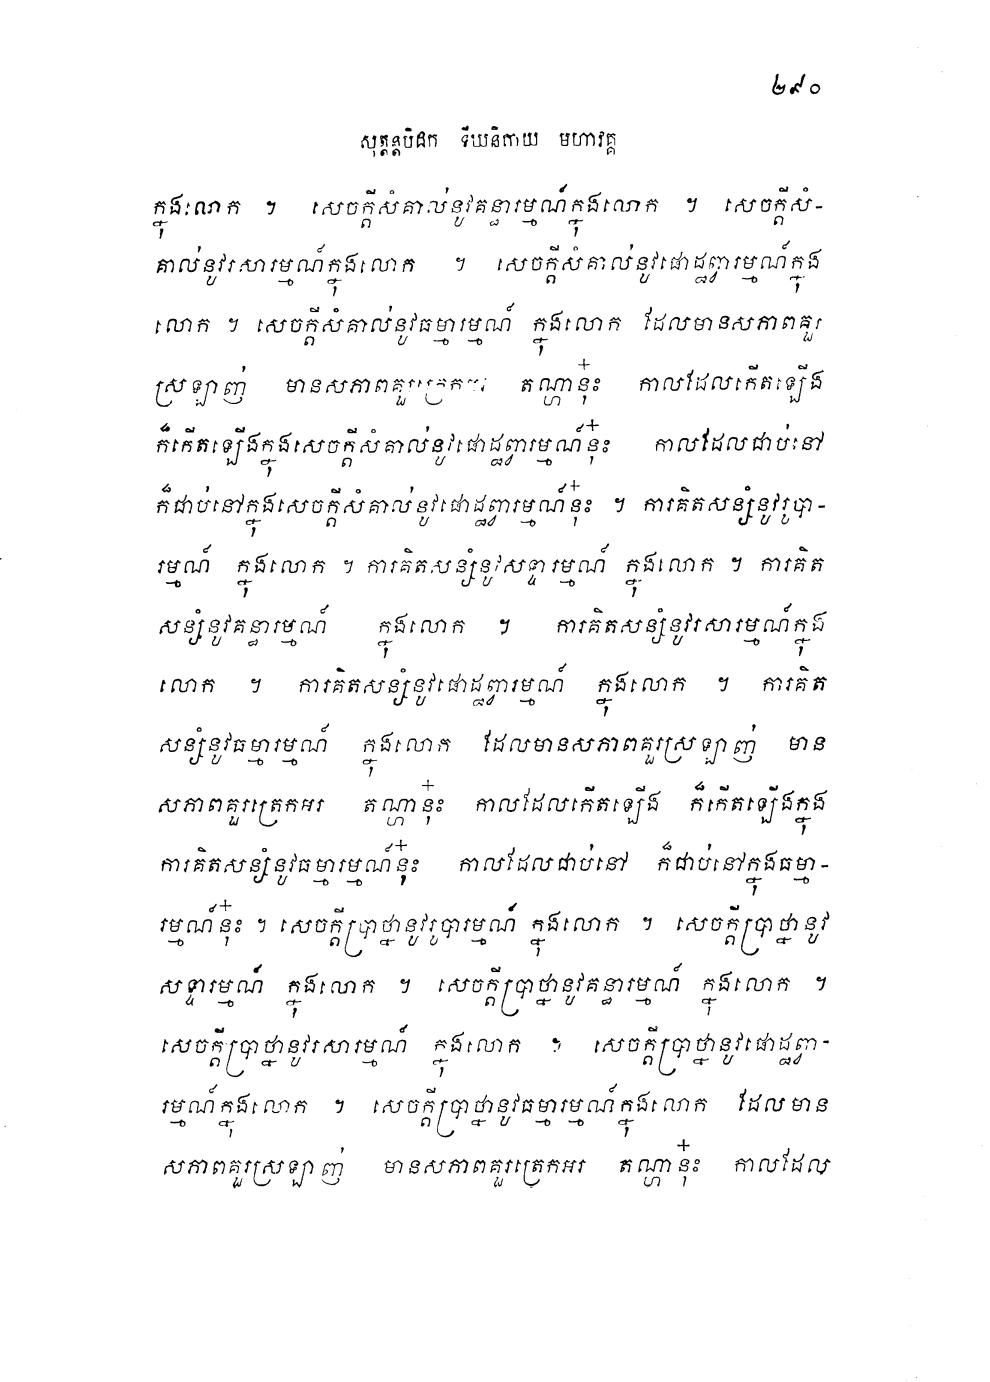 ២៩០
សុត្តន្តបិដក ទីឃនិកាយ មហាវគ្គ
ក្នុងលោក ។ សេចក្តីសំគាល់នូវគន្ធារម្មណ៍ក្នុងលោក ។ សេចក្តីសំ-
គាល់នូវរសារម្មណ៍ក្នុងលោក ។ សេចក្តីសំគាល់នូវផោដ្ឋព្វារម្មណ៍ក្នុង
លោក ។ សេចក្តីសំគាល់នូវធម្មារម្មណ៍ ក្នុងលោក ដែលមានសភាពគួរ
ស្រឡាញ់ មានសភាពគួរត្រេកអរ តណ្ហានុ៎ះ កាលដែលកើតឡើង
ក៏កើតឡើងក្នុងសេចក្តីសំគាល់នូវផោដ្ឋព្វារម្មណ៍នុ៎ះ កាលដែលជាប់នៅ
ក៏ជាប់នៅក្នុងសេចក្តីសំគាល់នូវផោដ្ឋព្វារម្មណ៍នុ៎ះ ។ ការគិតសន្សំនូវរូបា-
រម្មណ៍ ក្នុងលោក ។ ការគិតសន្សំនូវសទ្ទារម្មណ៍ ក្នុងលោក ។ ការគិត
សន្សំនូវគន្ធារម្មណ៍ ក្នុងលោក ។ ការគិតសន្សំនូវរសារម្មណ៍ក្នុង
លោក ។ ការគិតសន្សំនូវផោដ្ឋព្វារម្មណ៍ ក្នុងលោក ។ ការគិត
សន្សំនូវធម្មារម្មណ៍ ក្នុងលោក ដែលមានសភាពគួរស្រឡាញ់ មាន
សភាពគួរត្រេកអរ តណ្ហានុ៎ះ កាលដែលកើតឡើង ក៏កើតឡើងក្នុង
ការគិតសន្សំនូវធម្មារម្មណ៍នុ៎ះ កាលដែលជាប់នៅ ក៏ជាប់នៅក្នុងធម្មា-
រម្មណ៍នុ៎ះ ។ សេចក្តីប្រាថ្នានូវរូបារម្មណ៍ ក្នុងលោក ។ សេចក្តីប្រាថ្នានូវ
សទ្ទារម្មណ៍ ក្នុងលោក ។ សេចក្តីប្រាថ្នានូវគន្ធារម្មណ៍ ក្នុងលោក ។
សេចក្តីប្រាថ្នានូវរសារម្មណ៍ ក្នុងលោក ។ សេចក្តីប្រាថ្នានូវផោដ្ឋព្វា-
រម្មណ៍ក្នុងលោក ។ សេចក្តីប្រាថ្នានូវធម្មារម្មណ៍ក្នុងលោក ដែលមាន
សភាពគួរស្រឡាញ់ មានសភាពគួរត្រេកអរ តណ្ហានុ៎ះ កាលដែល